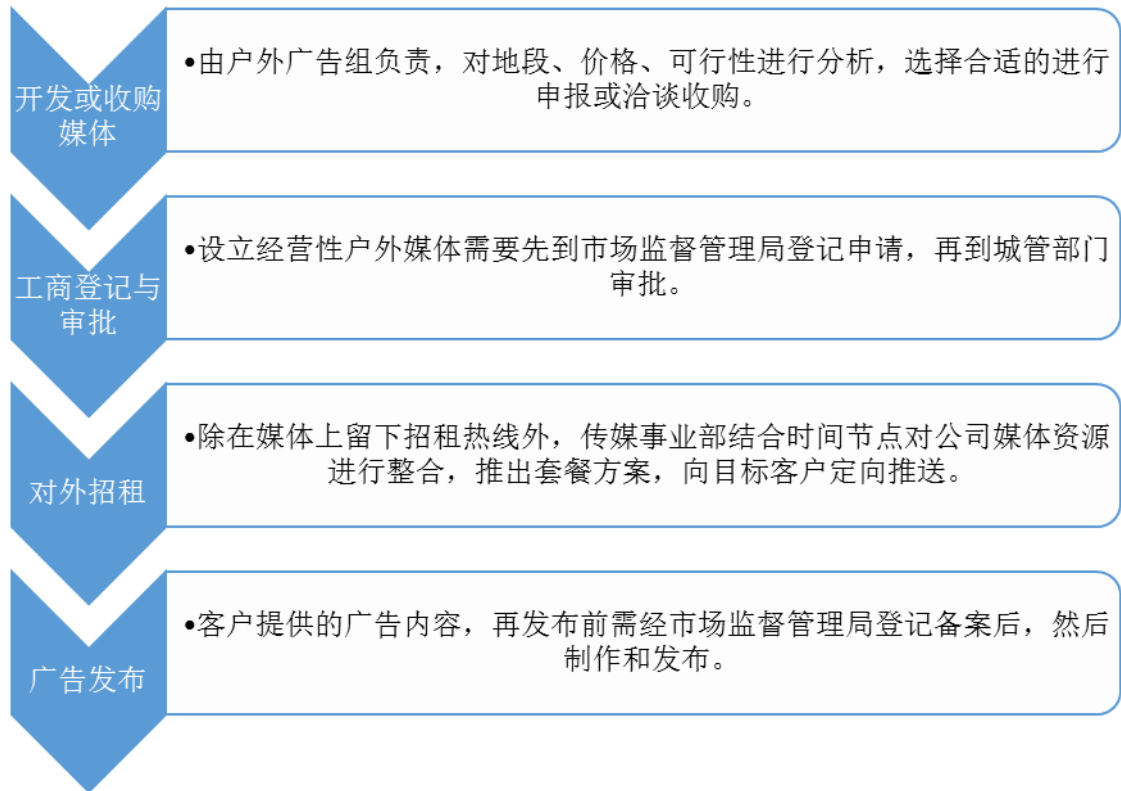 开发或收购
媒体
•由户外广告组负责，对地段、价格、可行性进行分析，选择合适的进行
申报或洽谈收购。
工商登记与
审批
•设立经营性户外媒体需要先到市场监督管理局登记申请，再到城管部门
审批。
对外招租
•除在媒体上留下招租热线外，传媒事业部结合时间节点对公司媒体资源
进行整合，推出套餐方案，向目标客户定向推送。
广告发布
•客户提供的广告内容，再发布前需经市场监督管理局登记备案后，然后
制作和发布。